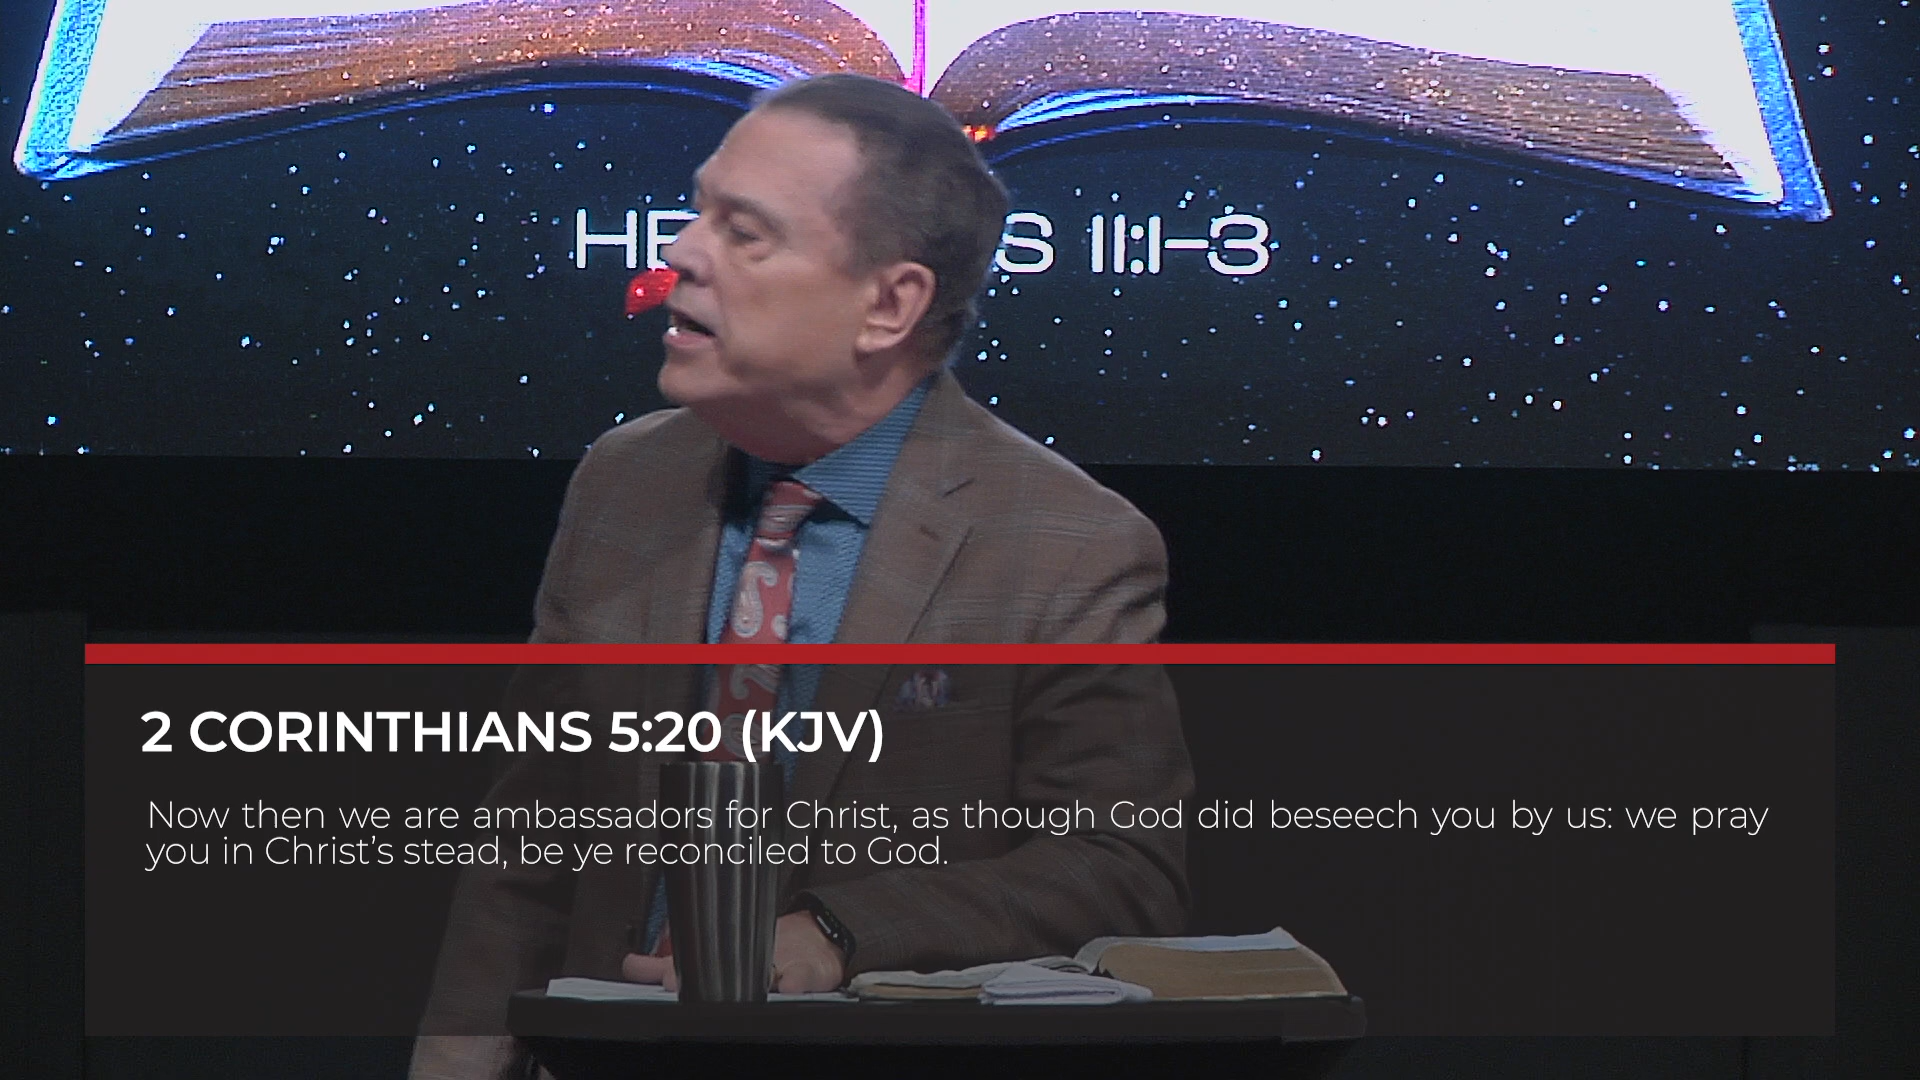 HE S 11:1-3
2 CORINTHIANS 5:20 (KJV)
Now then we are ambassadors for Christ, as though God did beseech you by us: we pray
you in Christ's stead, be ye reconciled to God.